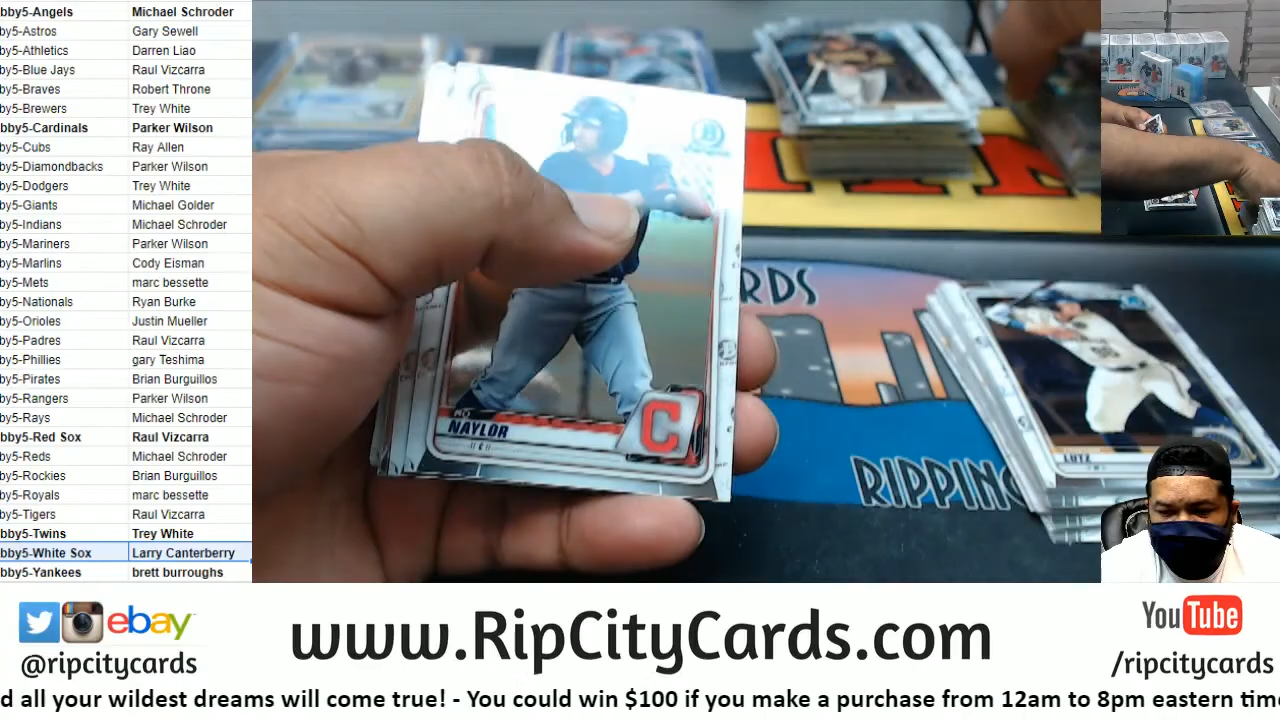 bby5-Angels Michael Schroder
by5-Astros Gary Sewell
by5-Athletics Darren Liao
by5-Blue Jays Raul Vizcarra
by5-Braves Robert Throne
by5-Brewers Trey White
bby5-Cardinals Parker Wilson
by5-Cubs Ray Allen
by5-Diamondbacks Parker Wilson
by5-Dodgers Trey White
by5-Giants Michael Golder
by5-Indians Michael Schroder
by5-Mariners Parker Wilson
by5-Marlins Cody Eisman
by5-Mets marc bessette
by5-Nationals Ryan Burke
by5-Orioles Justin Mueller
by5-Padres Raul Vizcarra
by5-Phillies gary Teshima
by5-Pirates Brian Burguillos
by5-Rangers Parker Wilson
by5-Rays Michael Schroder
bby5-Red Sox Raul Vizcarra
by5-Reds Michael Schroder
by5-Rockies Brian Burguillos
by5-Royals marc bessette
by5-Tigers Raul Vizcarra
bby5-Twins Trey White
bby5-White Sox Larry Canterberry
bby5-Yankees brett burroughs
B
NAYLOR
C
RDS
RIPPING
LUTZ
ebay
@ripcitycards
www.RipCityCards.com
YouTube
/ripcitycards
d all your wildest dreams will come true! - You could win $100 if you make a purchase from 12am to 8pm eastern time